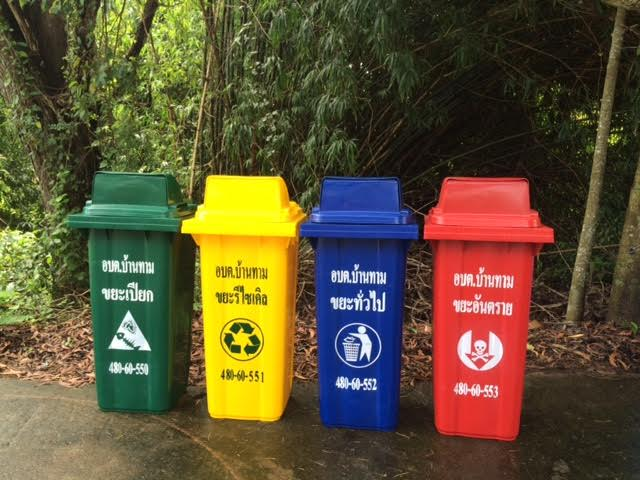 อบต.บ้านทาม
ขยะเปียก
480-60-550
อบต.บ้านทาม
ขยะรีไซเคิล
480-60-551
อบต.บ้านทาม
ขยะทั่วไป
480-60-552
อบต.บ้านทาม
ขยะอันตราย
480-60-553